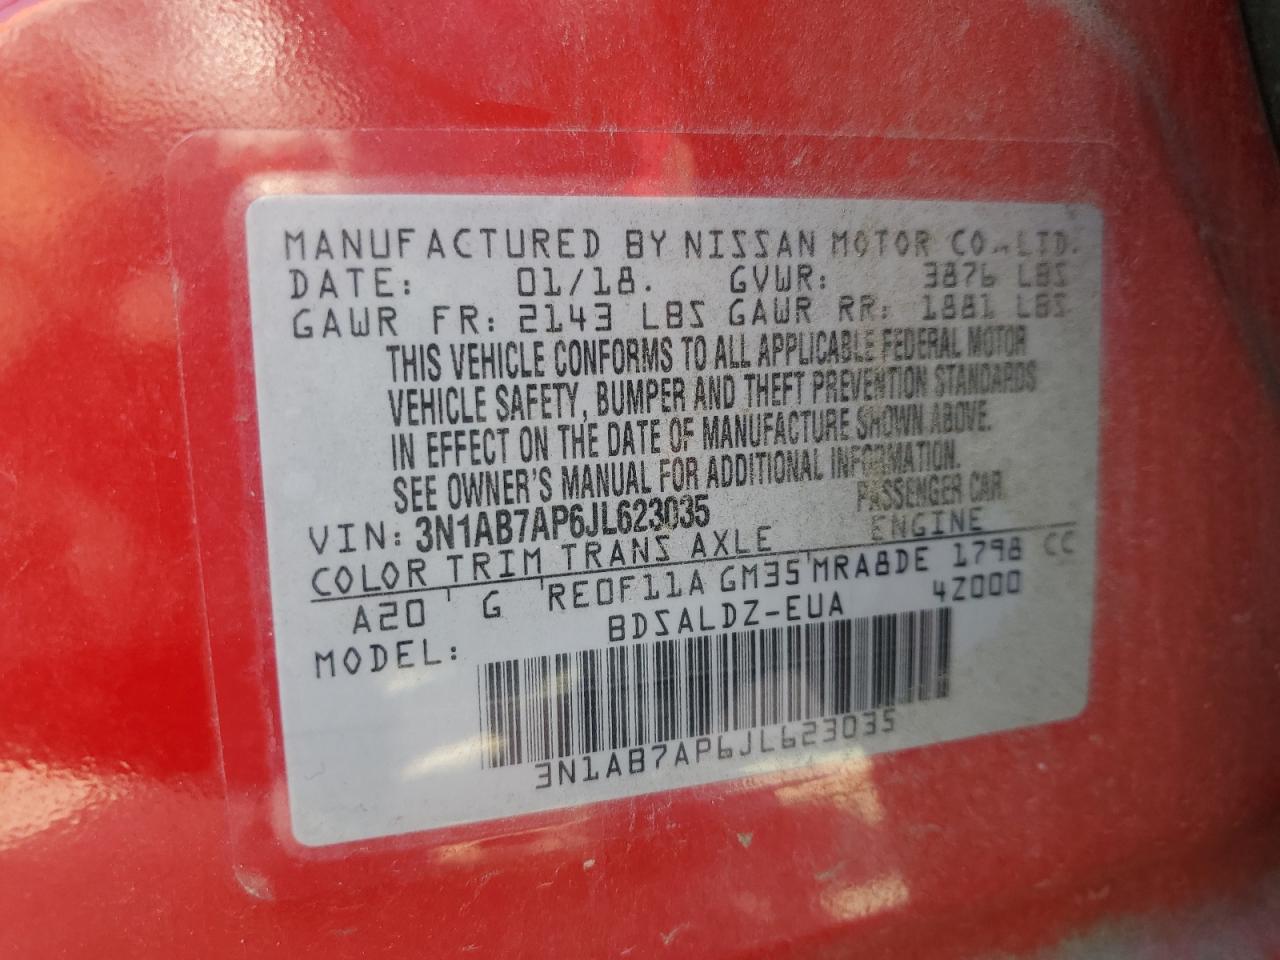 MANUFACTURED BY NISSAN MOTOR CO., LTD.
DATE: 01/18. GVWR: 3876 LBS
GAWR FR: 2143 LBS GAWR RR: 1881 LBS
THIS VEHICLE CONFORMS TO ALL APPLICABLE FEDERAL MOTOR
VEHICLE SAFETY, BUMPER AND THEFT PREVENTION STANDARDS
IN EFFECT ON THE DATE OF MANUFACTURE SHOWN ABOVE.
SEE OWNER'S MANUAL FOR ADDITIONAL INFORMATION.
VIN: 3N1AB7AP6JL623035 PASSENGER CAR
COLOR TRIM TRANS AXLE ENGINE
A20 G RE0F11A GM35 MRA8DE 1798 CC
MODEL: BDSALDZ-EUA 4Z000
3N1AB7AP6JL623035